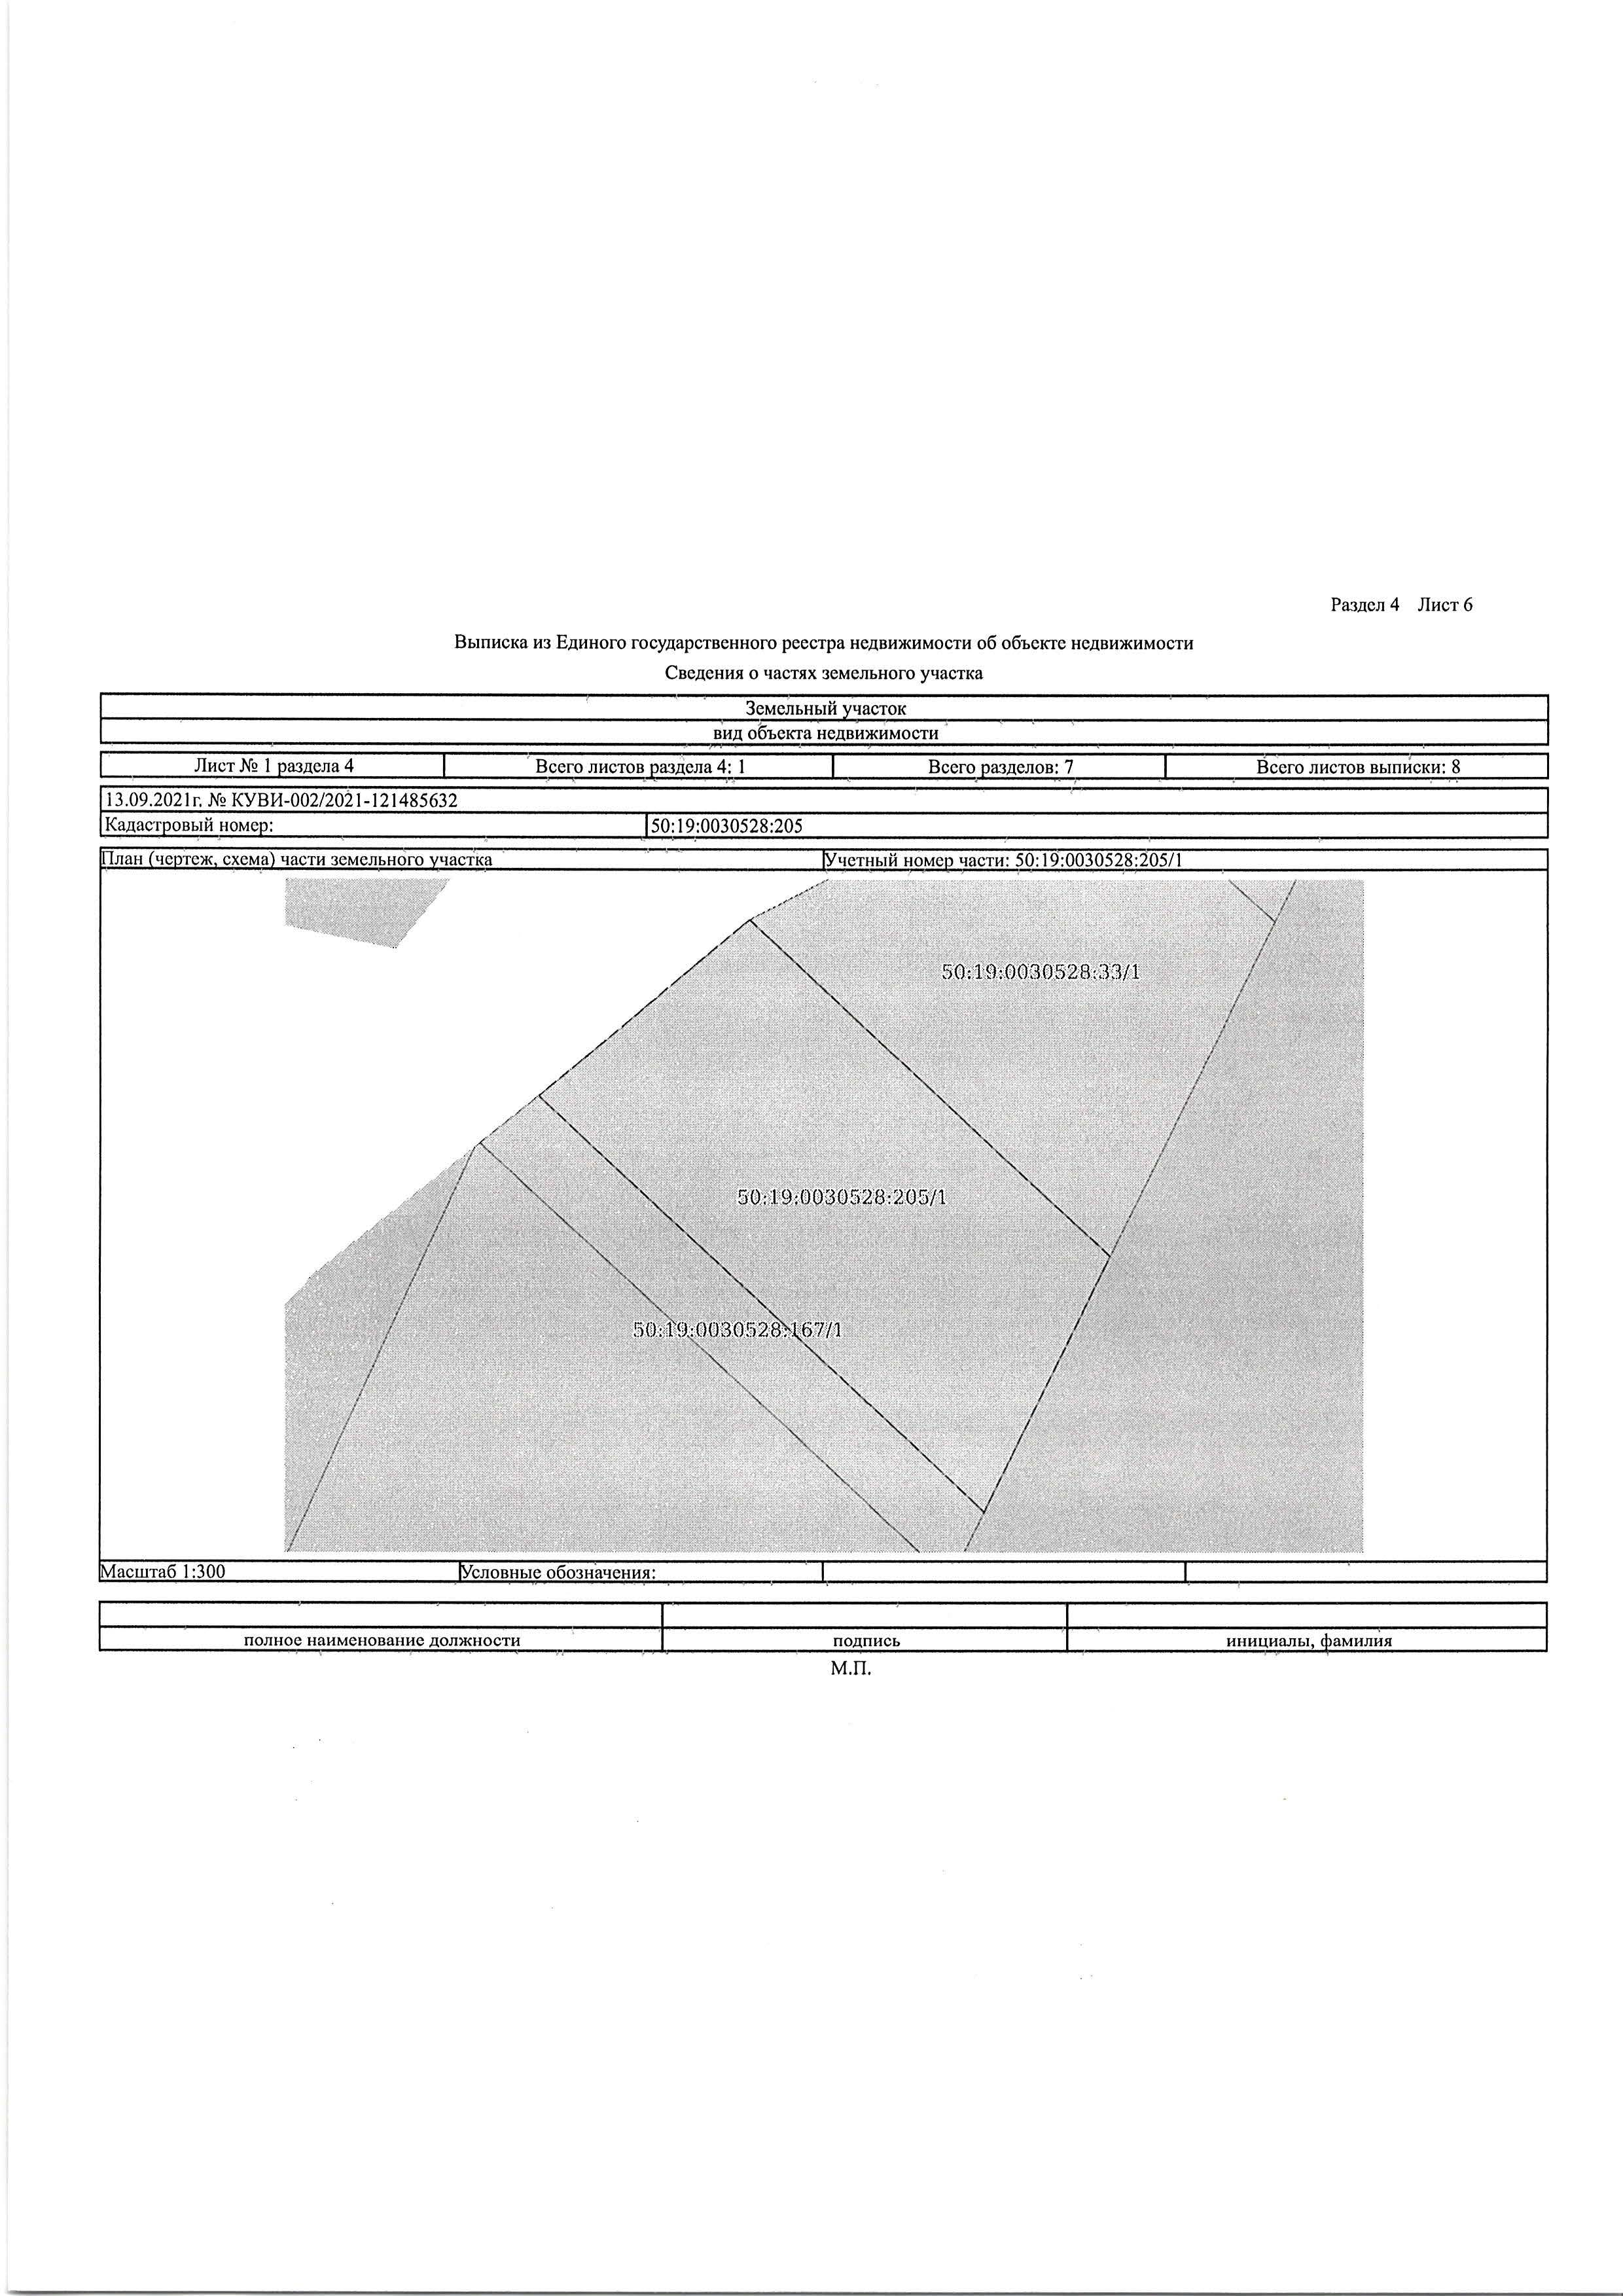 Раздел 4 Лист 6
Выписка из Единого государственного реестра недвижимости об объекте недвижимости
Сведения о частях земельного участка
Земельный участок
вид объекта недвижимости
Лист № 1 раздела 4 Всего листов раздела 4: 1 Всего разделов: 7 Всего листов выписки: 8
13.09.2021г. № КУВИ-002/2021-121485632
Кадастровый номер: 50:19:0030528:205
План (чертеж, схема) части земельного участка Учетный номер части: 50:19:0030528:205/1
50:19:0030528:33/1
50:19:0030528:205/1
50:19:0030528:167/1
Масштаб 1:300 Условные обозначения:
полное наименование должности подпись инициалы, фамилия
М.П.